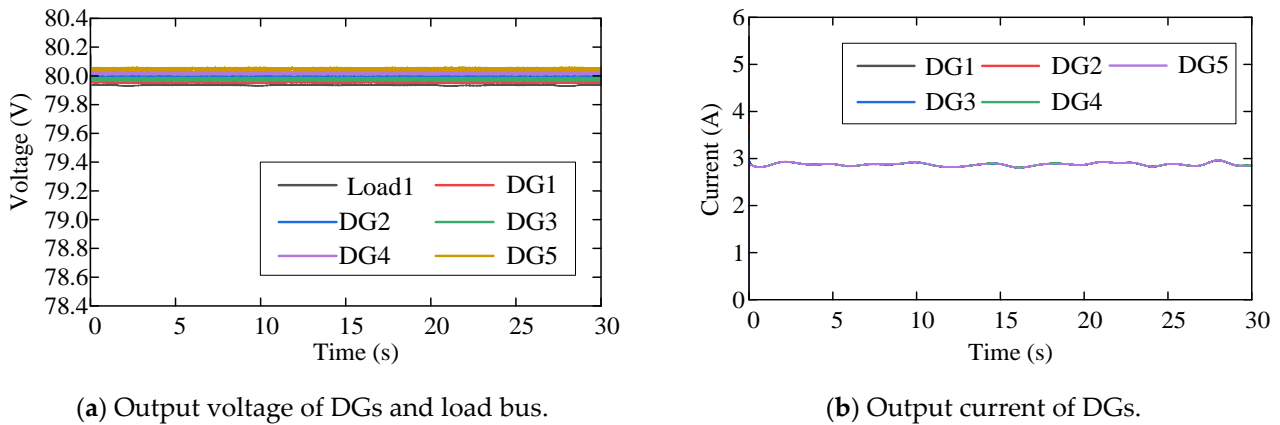 80.4
80.2
80.0
79.8
79.6
79.4
79.2
79.0
78.8
78.6
78.4
Voltage (V)
Load1 DG1
DG2 DG3
DG4 DG5
0 5 10 15 20 25 30
Time (s)
(a) Output voltage of DGs and load bus.
6
5
4
3
2
1
0
Current (A)
DG1 DG2 DG5
DG3 DG4
0 5 10 15 20 25 30
Time (s)
(b) Output current of DGs.